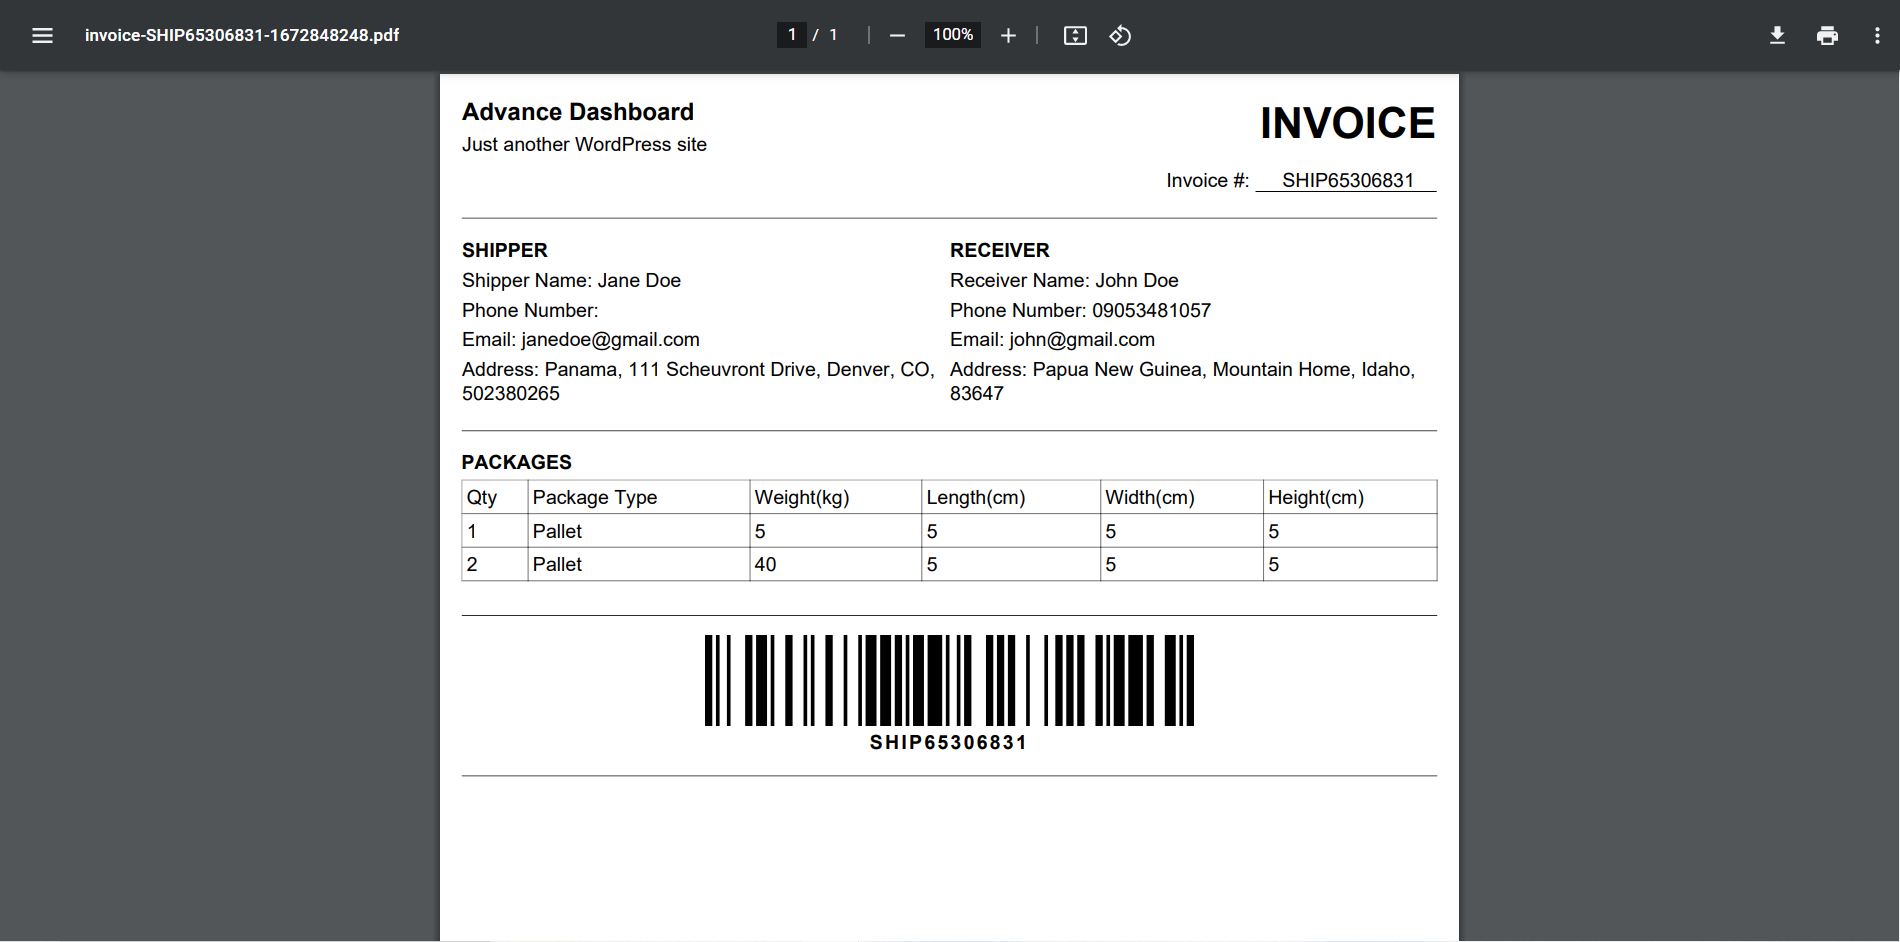 invoice-SHIP65306831-1672848248.pdf
1 / 1
100%
Advance Dashboard
Just another WordPress site
INVOICE
Invoice #: SHIP65306831
SHIPPER
Shipper Name: Jane Doe
Phone Number:
Email: janedoe@gmail.com
Address: Panama, 111 Scheuvront Drive, Denver, CO,
502380265
RECEIVER
Receiver Name: John Doe
Phone Number: 09053481057
Email: john@gmail.com
Address: Papua New Guinea, Mountain Home, Idaho,
83647
PACKAGES
Qty Package Type Weight(kg) Length(cm) Width(cm) Height(cm)
1 Pallet 5 5 5 5
2 Pallet 40 5 5 5
SHIP65306831